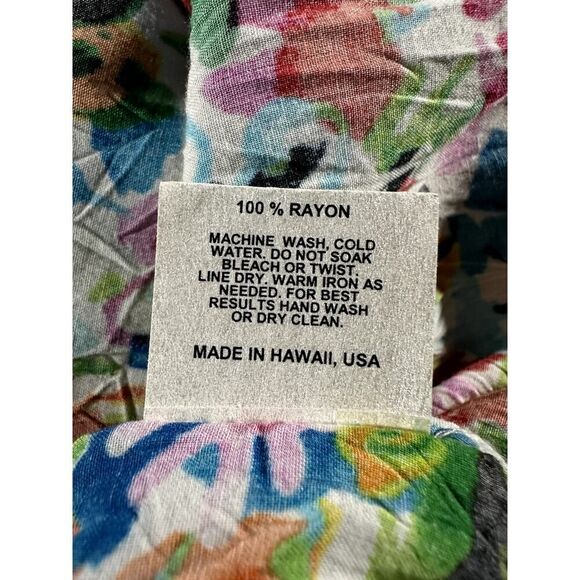 100 % RAYON
MACHINE WASH, COLD
WATER. DO NOT SOAK
BLEACH OR TWIST.
LINE DRY. WARM IRON AS
NEEDED. FOR BEST
RESULTS HAND WASH
OR DRY CLEAN.
MADE IN HAWAII, USA